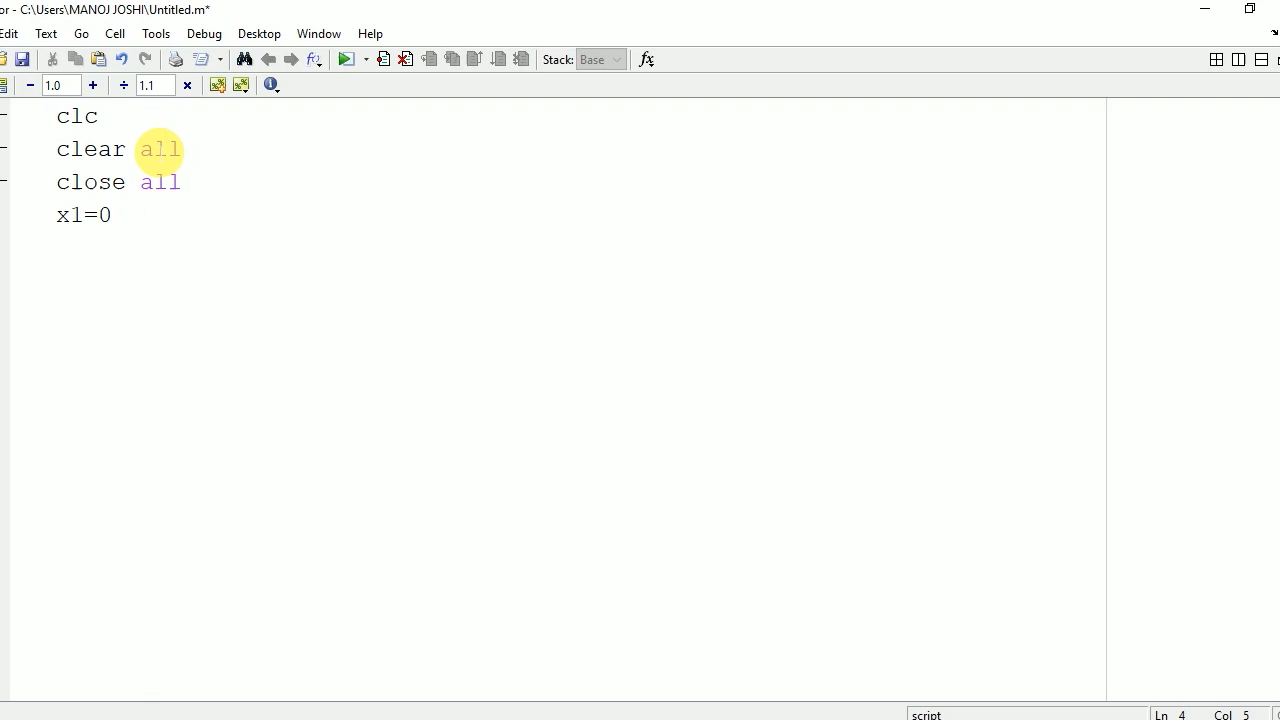 or - C:\Users\MANOJ JOSHI\Untitled.m*
Edit Text Go Cell Tools Debug Desktop Window Help
Stack: Base fx
- 1.0 + ÷ 1.1 ×
clc
clear all
close all
x1=0
script Ln 4 Col 5